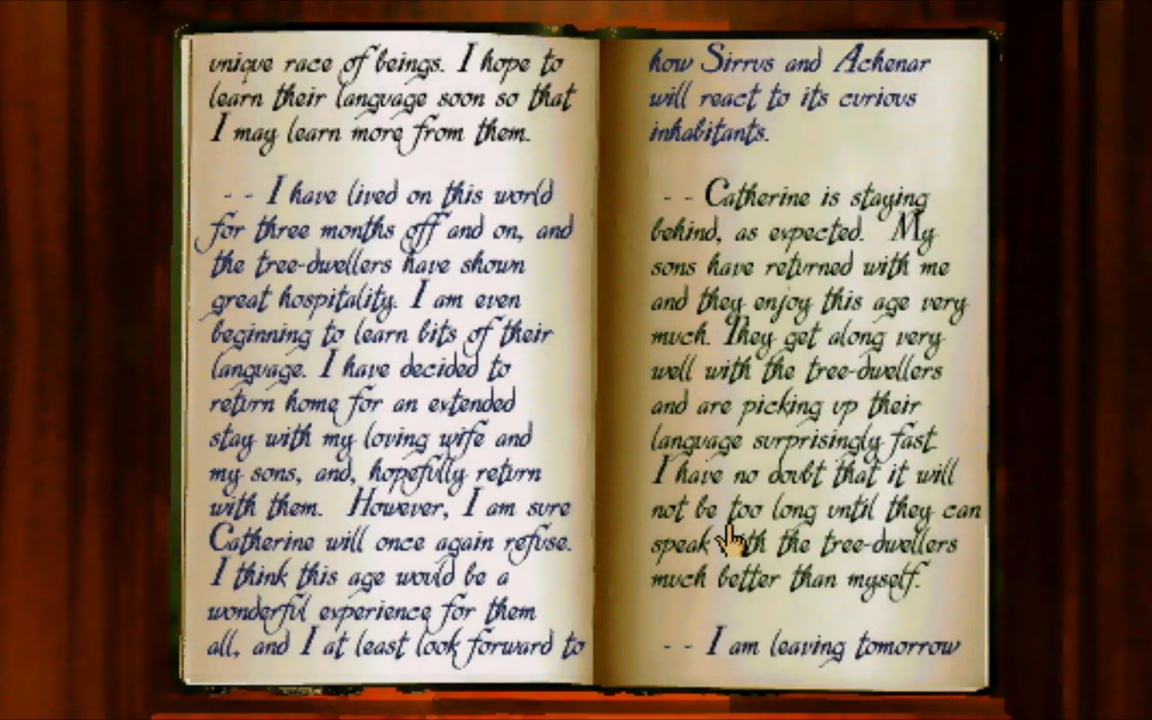 unique race of beings. I hope to
learn their language soon so that
I may learn more from them.
- - I have lived on this world
for three months off and on, and
the tree-dwellers have shown
great hospitality. I am even
beginning to learn bits of their
language. I have decided to
return home for an extended
stay with my loving wife and
my sons, and, hopefully return
with them. However, I am sure
Catherine will once again refuse.
I think this age would be a
wonderful experience for them
all, and I at least look forward to
how Sirrus and Achenar
will react to its curious
inhabitants.
- - Catherine is staying
behind, as expected. My
sons have returned with me
and they enjoy this age very
much. They get along very
well with the tree-dwellers
and are picking up their
language surprisingly fast.
I have no doubt that it will
not be too long until they can
speak with the tree-dwellers
much better than myself.
- - I am leaving tomorrow